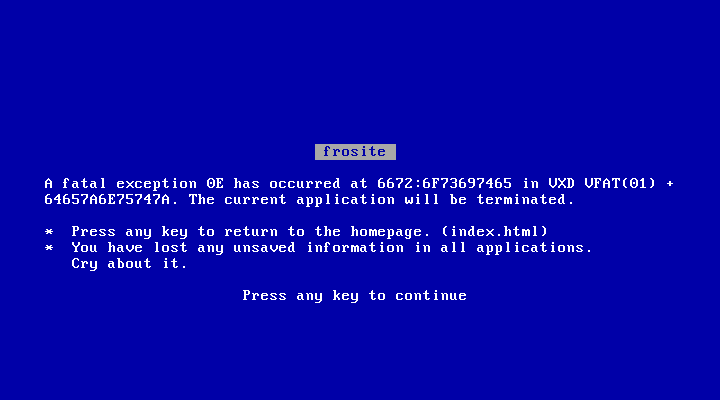 frosite
A fatal exception 0E has occurred at 6672:6F73697465 in VXD VFAT(01) +
64657A6E75747A. The current application will be terminated.
* Press any key to return to the homepage. (index.html)
* You have lost any unsaved information in all applications.
Cry about it.
Press any key to continue